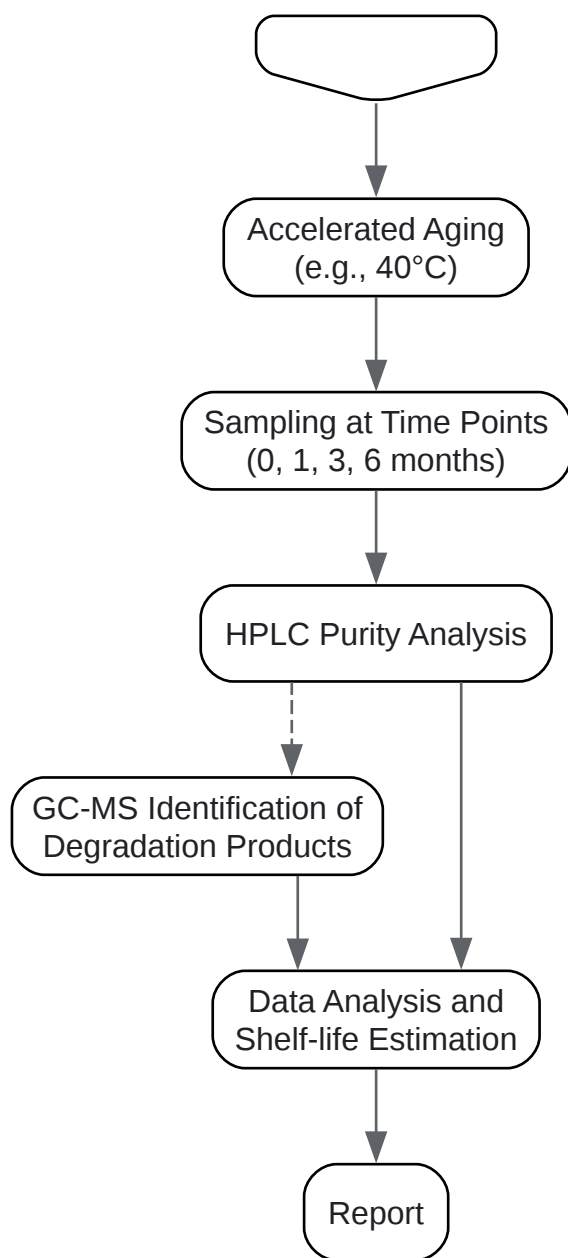 Accelerated Aging
(e.g., 40°C)
Sampling at Time Points
(0, 1, 3, 6 months)
HPLC Purity Analysis
GC-MS Identification of
Degradation Products
Data Analysis and
Shelf-life Estimation
Report